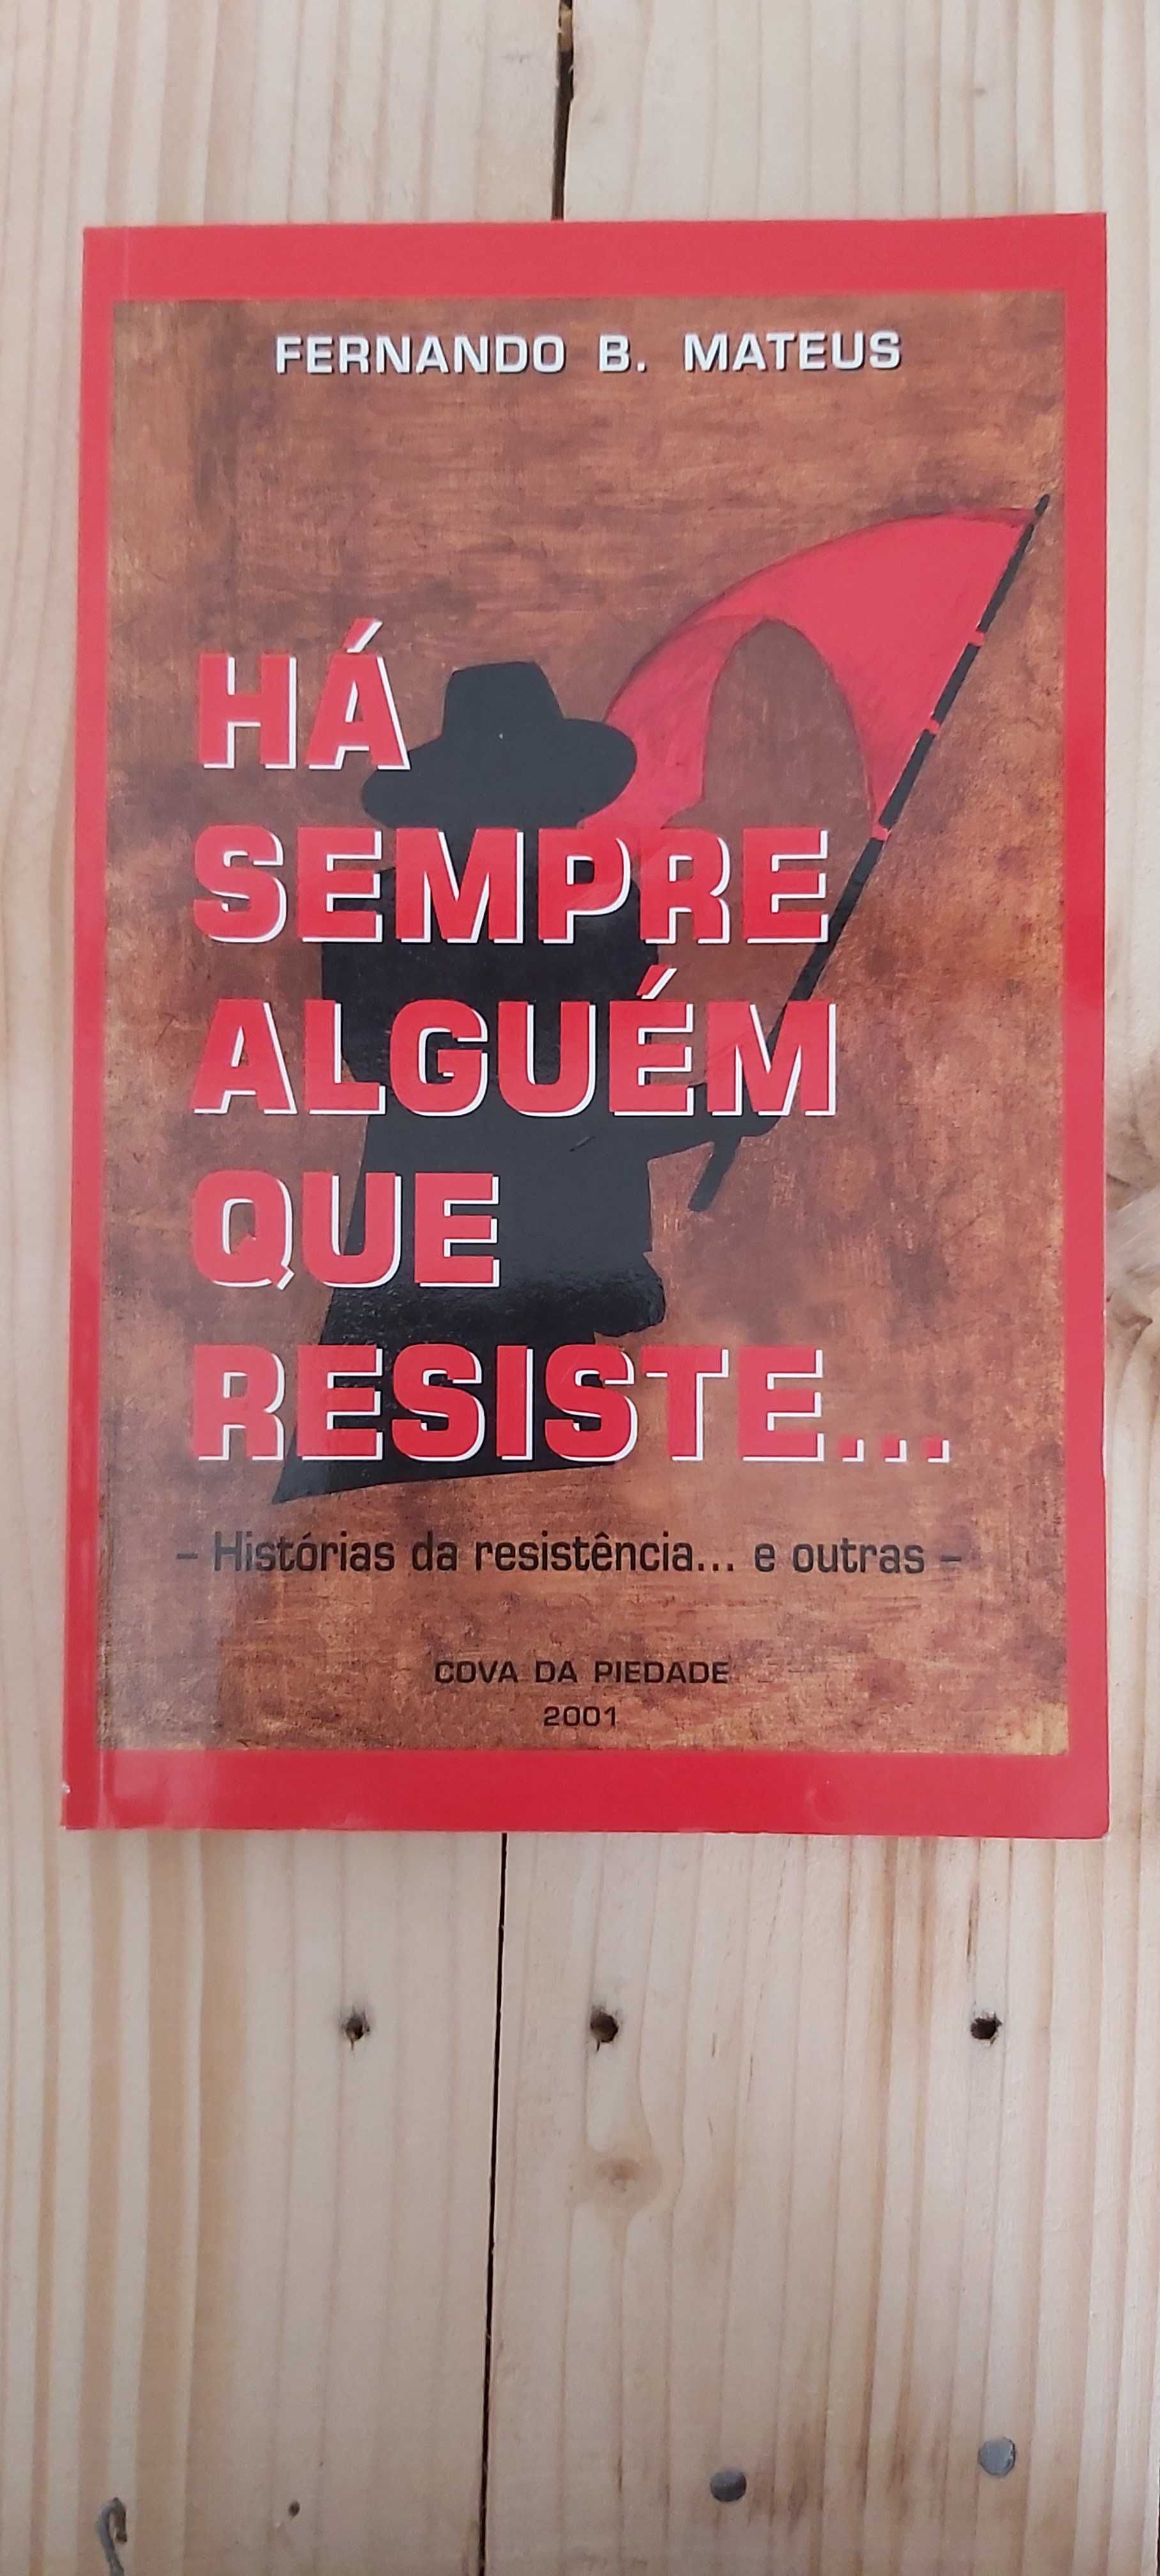 FERNANDO B. MATEUS
HÁ
SEMPRE
ALGUÉM
QUE
RESISTE...
– Histórias da resistência... e outras –
COVA DA PIEDADE
2001